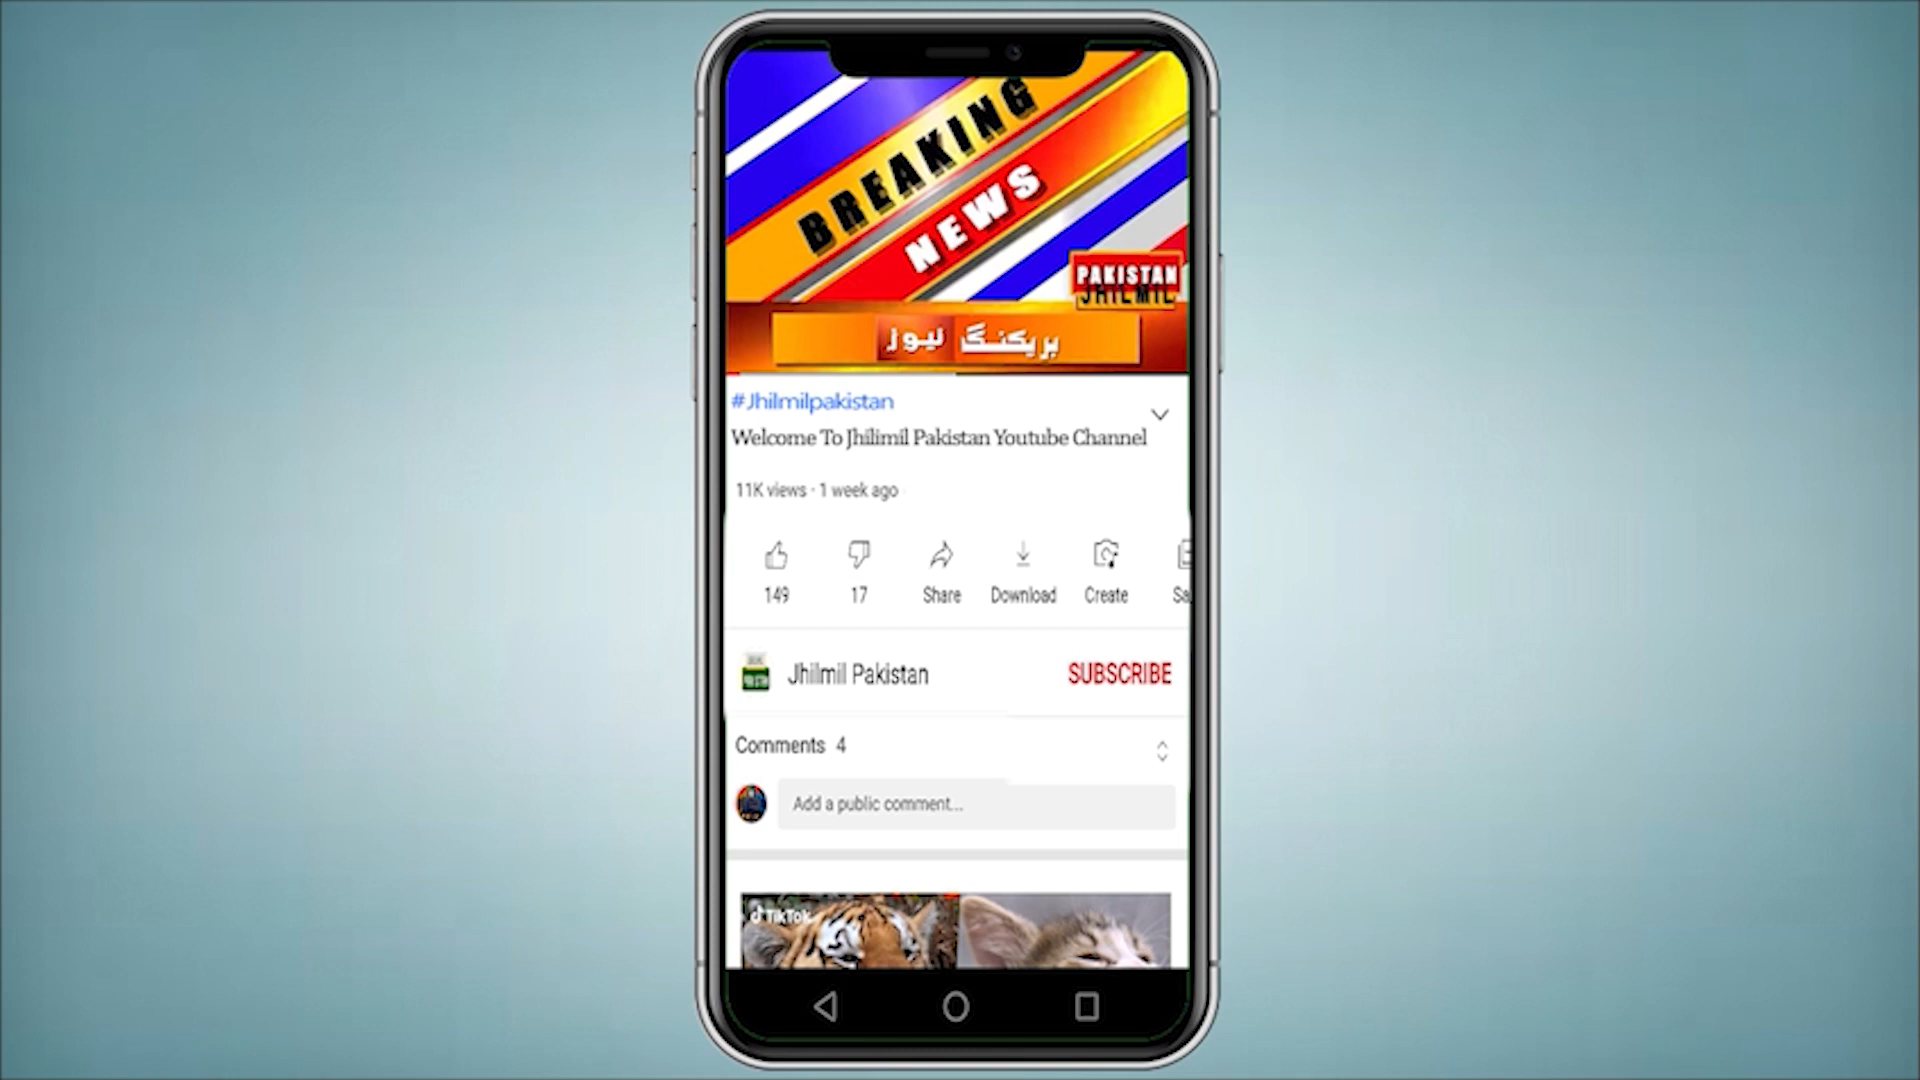 BREAKING
NEWS
PAKISTAN
JHILMIL
بریکنگ نیوز
#Jhilmilpakistan
Welcome To Jhilimil Pakistan Youtube Channel
11K views · 1 week ago
149
17
Share
Download
Create
Sa
Jhilmil Pakistan
SUBSCRIBE
Comments 4
Add a public comment...
TikTok